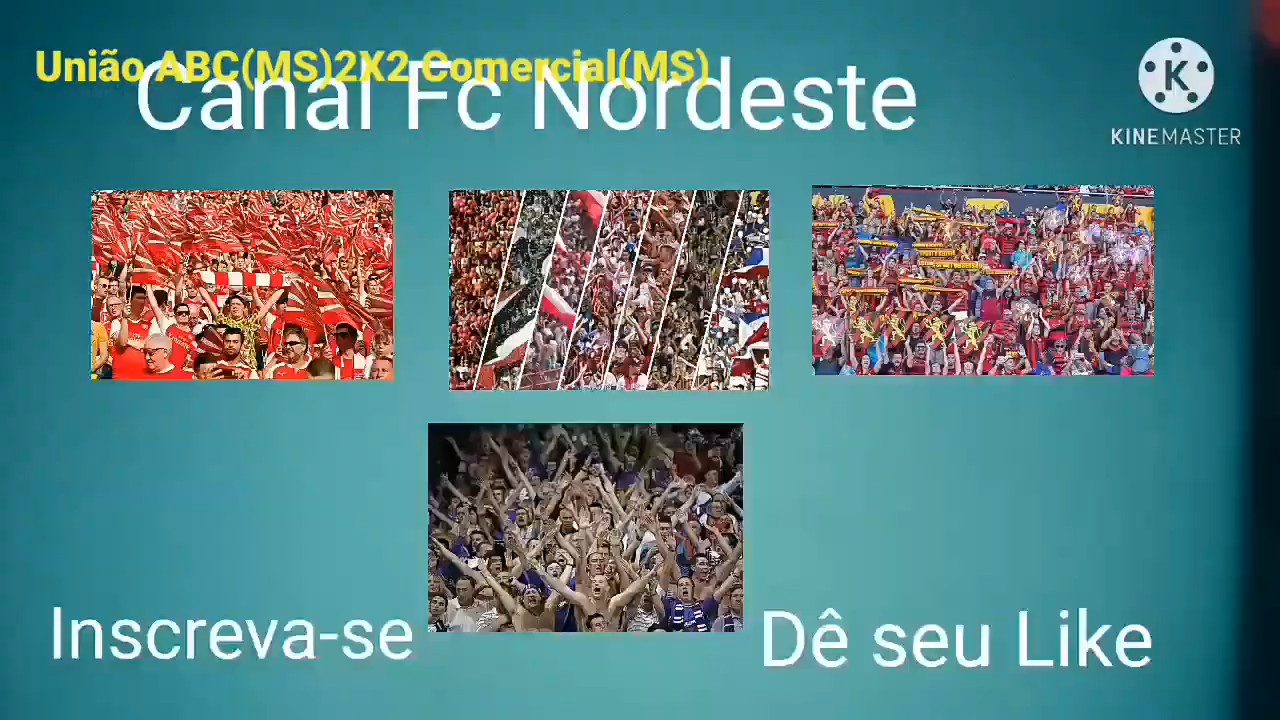 União ABC(MS)2X2 Comercial(MS)
Canal Fc Nordeste
KINEMASTER
Inscreva-se
Dê seu Like